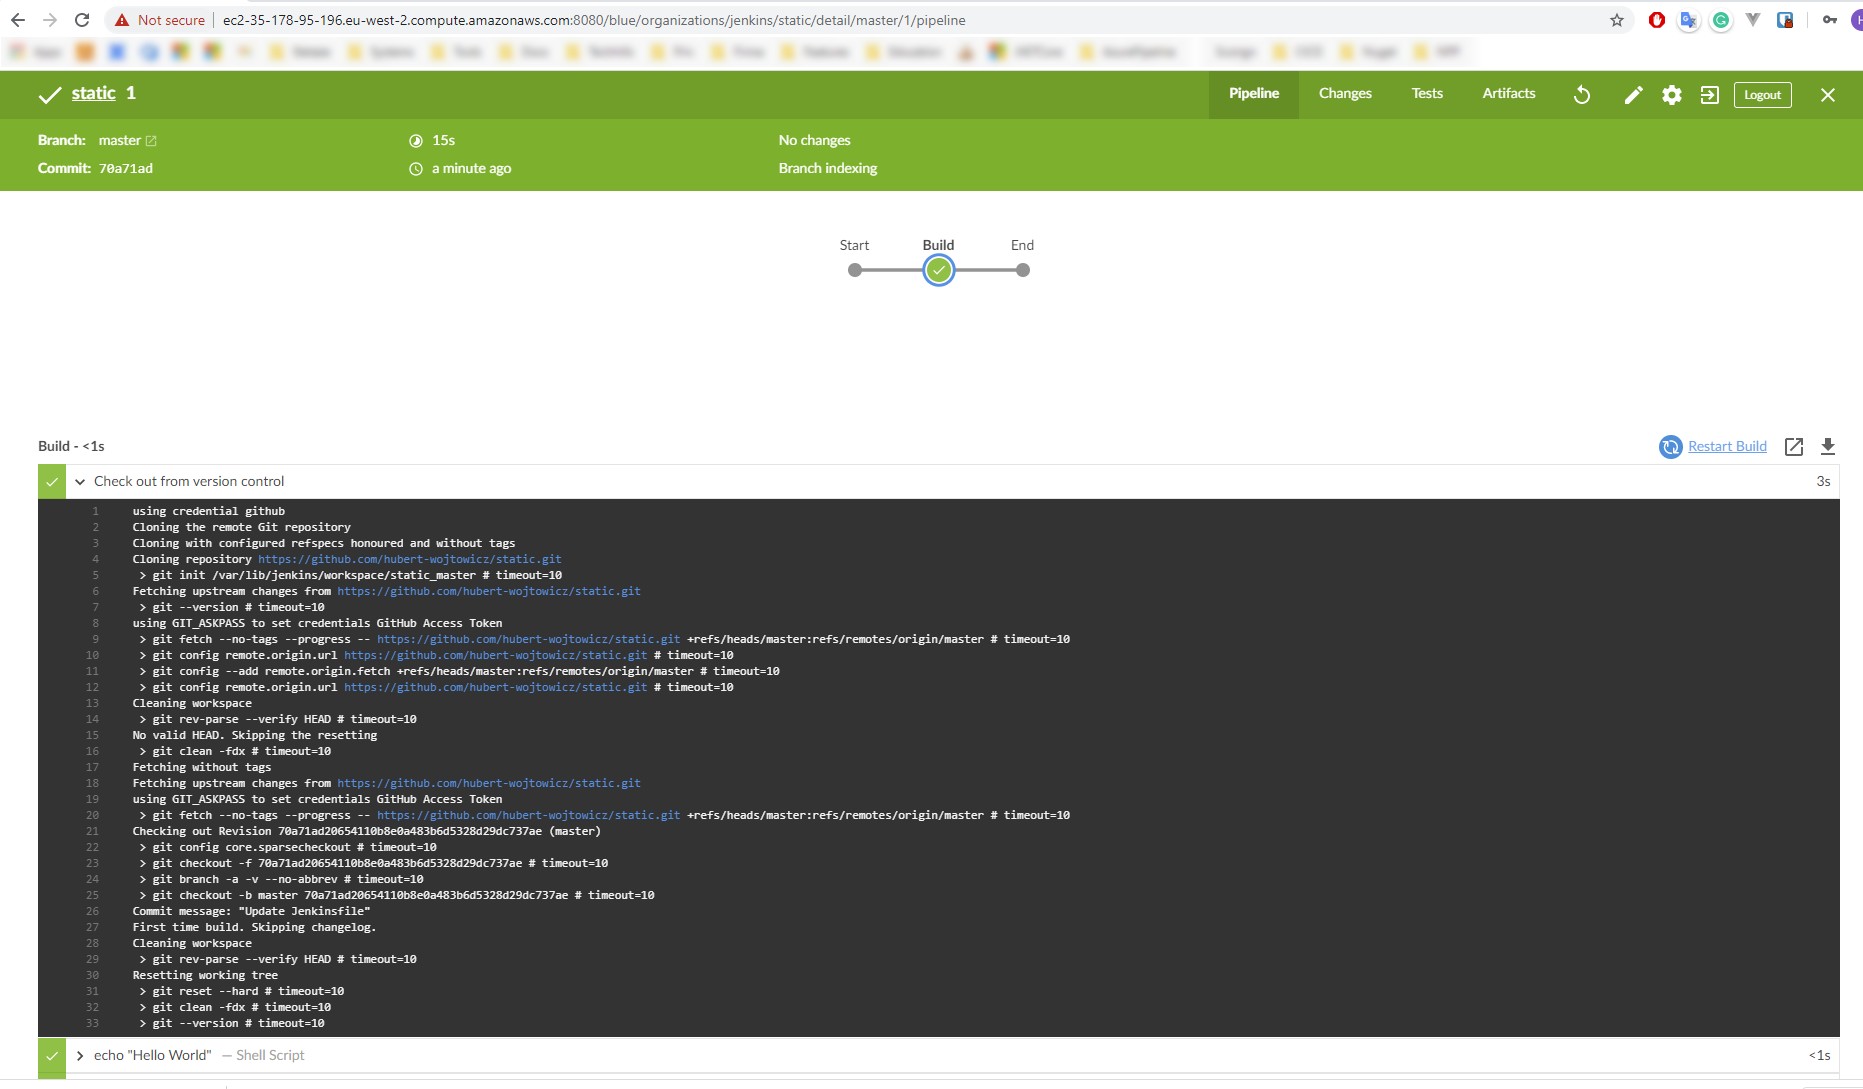 Not secure | ec2-35-178-95-196.eu-west-2.compute.amazonaws.com:8080/blue/organizations/jenkins/static/detail/master/1/pipeline
static 1
Pipeline Changes Tests Artifacts Logout
Branch: master 15s No changes
Commit: 70a71ad a minute ago Branch indexing
Start Build End
Build - <1s Restart Build
Check out from version control 3s
1 using credential github
2 Cloning the remote Git repository
3 Cloning with configured refspecs honoured and without tags
4 Cloning repository https://github.com/hubert-wojtowicz/static.git
5 > git init /var/lib/jenkins/workspace/static_master # timeout=10
6 Fetching upstream changes from https://github.com/hubert-wojtowicz/static.git
7 > git --version # timeout=10
8 using GIT_ASKPASS to set credentials GitHub Access Token
9 > git fetch --no-tags --progress -- https://github.com/hubert-wojtowicz/static.git +refs/heads/master:refs/remotes/origin/master # timeout=10
10 > git config remote.origin.url https://github.com/hubert-wojtowicz/static.git # timeout=10
11 > git config --add remote.origin.fetch +refs/heads/master:refs/remotes/origin/master # timeout=10
12 > git config remote.origin.url https://github.com/hubert-wojtowicz/static.git # timeout=10
13 Cleaning workspace
14 > git rev-parse --verify HEAD # timeout=10
15 No valid HEAD. Skipping the resetting
16 > git clean -fdx # timeout=10
17 Fetching without tags
18 Fetching upstream changes from https://github.com/hubert-wojtowicz/static.git
19 using GIT_ASKPASS to set credentials GitHub Access Token
20 > git fetch --no-tags --progress -- https://github.com/hubert-wojtowicz/static.git +refs/heads/master:refs/remotes/origin/master # timeout=10
21 Checking out Revision 70a71ad20654110b8e0a483b6d5328d29dc737ae (master)
22 > git config core.sparsecheckout # timeout=10
23 > git checkout -f 70a71ad20654110b8e0a483b6d5328d29dc737ae # timeout=10
24 > git branch -a -v --no-abbrev # timeout=10
25 > git checkout -b master 70a71ad20654110b8e0a483b6d5328d29dc737ae # timeout=10
26 Commit message: "Update Jenkinsfile"
27 First time build. Skipping changelog.
28 Cleaning workspace
29 > git rev-parse --verify HEAD # timeout=10
30 Resetting working tree
31 > git reset --hard # timeout=10
32 > git clean -fdx # timeout=10
33 > git --version # timeout=10
echo "Hello World" — Shell Script <1s